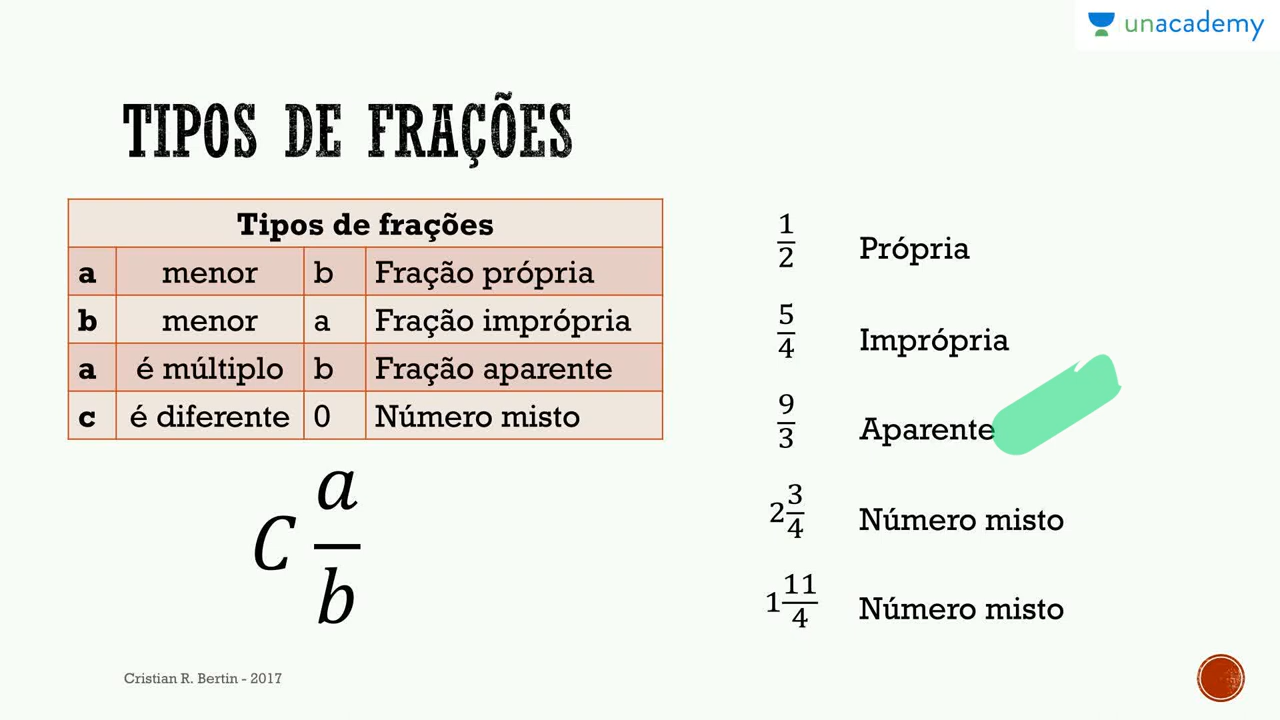 unacademy
TIPOS DE FRAÇÕES
Tipos de frações
a menor b Fração própria
b menor a Fração imprópria
a é múltiplo b Fração aparente
c é diferente 0 Número misto
C a/b
1/2 Própria
5/4 Imprópria
9/3 Aparente
2 3/4 Número misto
1 11/4 Número misto
Cristian R. Bertin - 2017